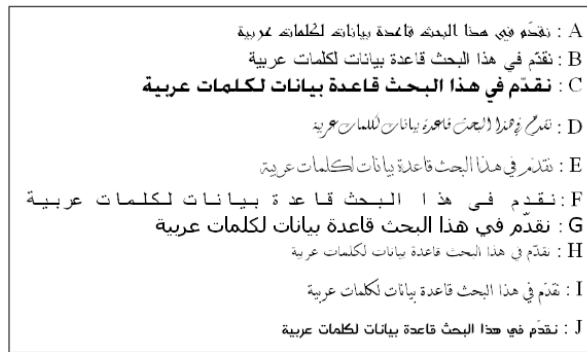 A : نقدّم في هذا البحث قاعدة بيانات لكلمات عربية
B : نقدّم في هذا البحث قاعدة بيانات لكلمات عربية
C : نقدّم في هذا البحث قاعدة بيانات لكلمات عربية
D : نقدّم في هذا البحث قاعدة بيانات لكلمات عربية
E : نقدّم في هذا البحث قاعدة بيانات لكلمات عربية
F : نقدم في هذا البحث قاعدة بيانات لكلمات عربية
G : نقدّم في هذا البحث قاعدة بيانات لكلمات عربية
H : نقدّم في هذا البحث قاعدة بيانات لكلمات عربية
I : نقدّم في هذا البحث قاعدة بيانات لكلمات عربية
J : نقدّم في هذا البحث قاعدة بيانات لكلمات عربية